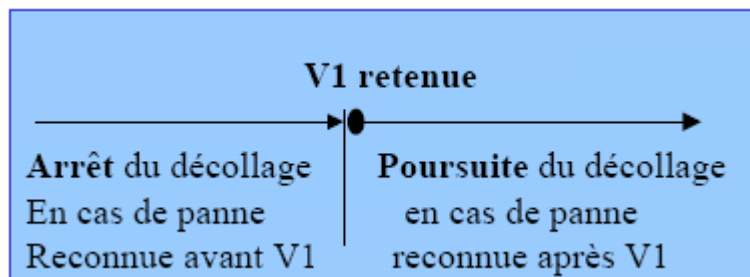 V1 retenue
Arrêt du décollage
En cas de panne
Reconnue avant V1
Poursuite du décollage
en cas de panne
reconnue après V1